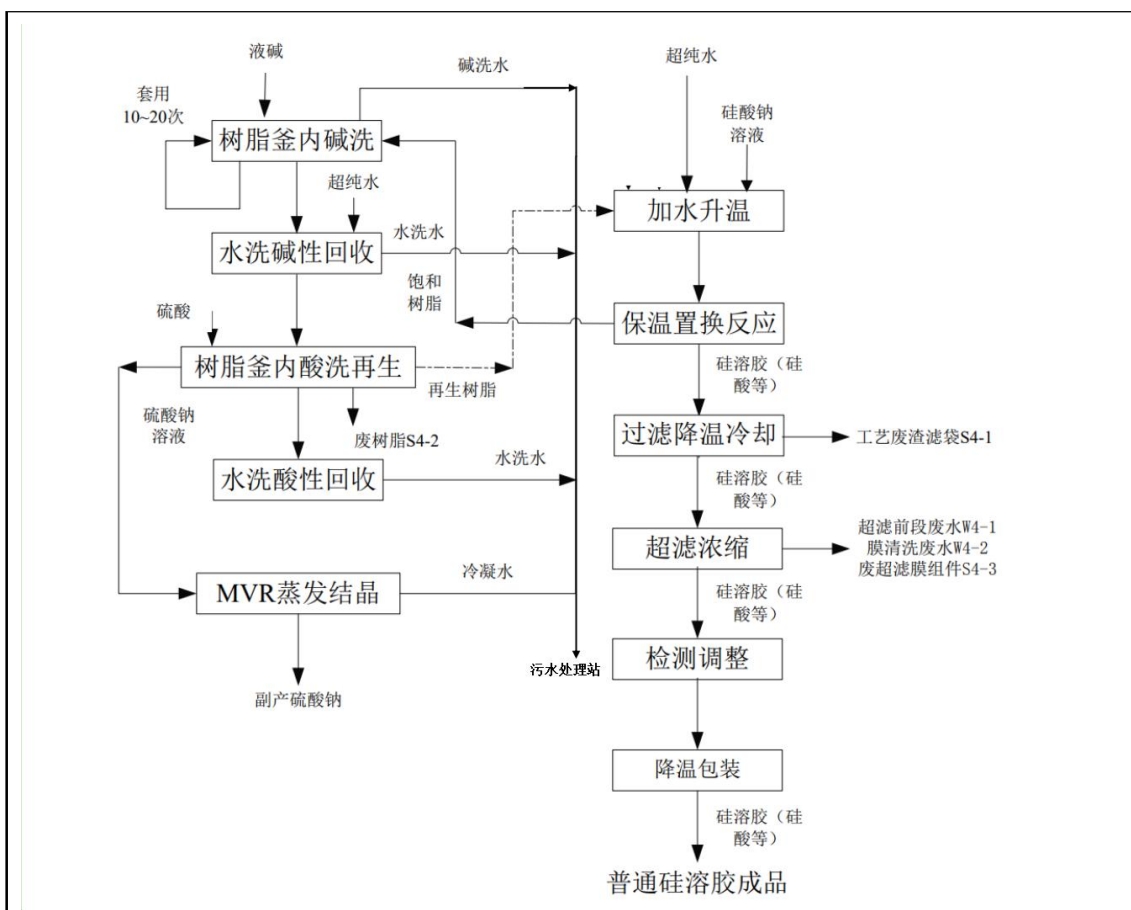 液碱
碱洗水
超纯水
套用
10~20次
硅酸钠
溶液
树脂釜内碱洗
超纯水
加水升温
水洗水
水洗碱性回收
饱和
树脂
硫酸
保温置换反应
树脂釜内酸洗再生
再生树脂
硅溶胶（硅
酸等）
硫酸钠
溶液
废树脂S4-2
过滤降温冷却
工艺废渣滤袋S4-1
水洗水
水洗酸性回收
硅溶胶（硅
酸等）
超滤前段废水W4-1
超滤浓缩
膜清洗废水W4-2
废超滤膜组件S4-3
冷凝水
MVR蒸发结晶
硅溶胶（硅
酸等）
检测调整
污水处理站
副产硫酸钠
降温包装
硅溶胶（硅
酸等）
普通硅溶胶成品